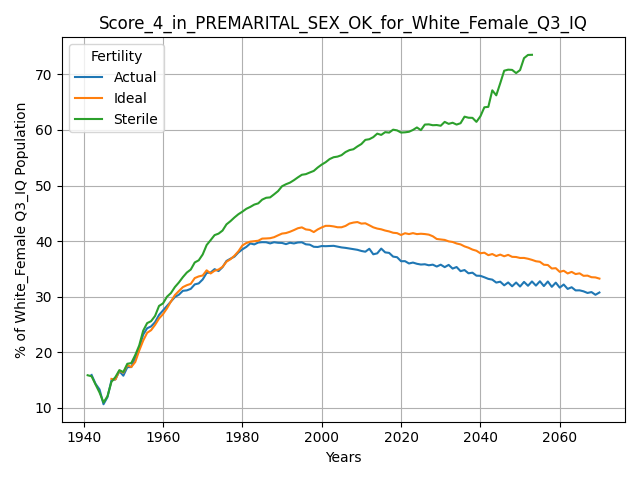 Score_4_in_PREMARITAL_SEX_OK_for_White_Female_Q3_IQ
Fertility
Actual
Ideal
Sterile
% of White_Female Q3_IQ Population
70
60
50
40
30
20
10
1940 1960 1980 2000 2020 2040 2060
Years